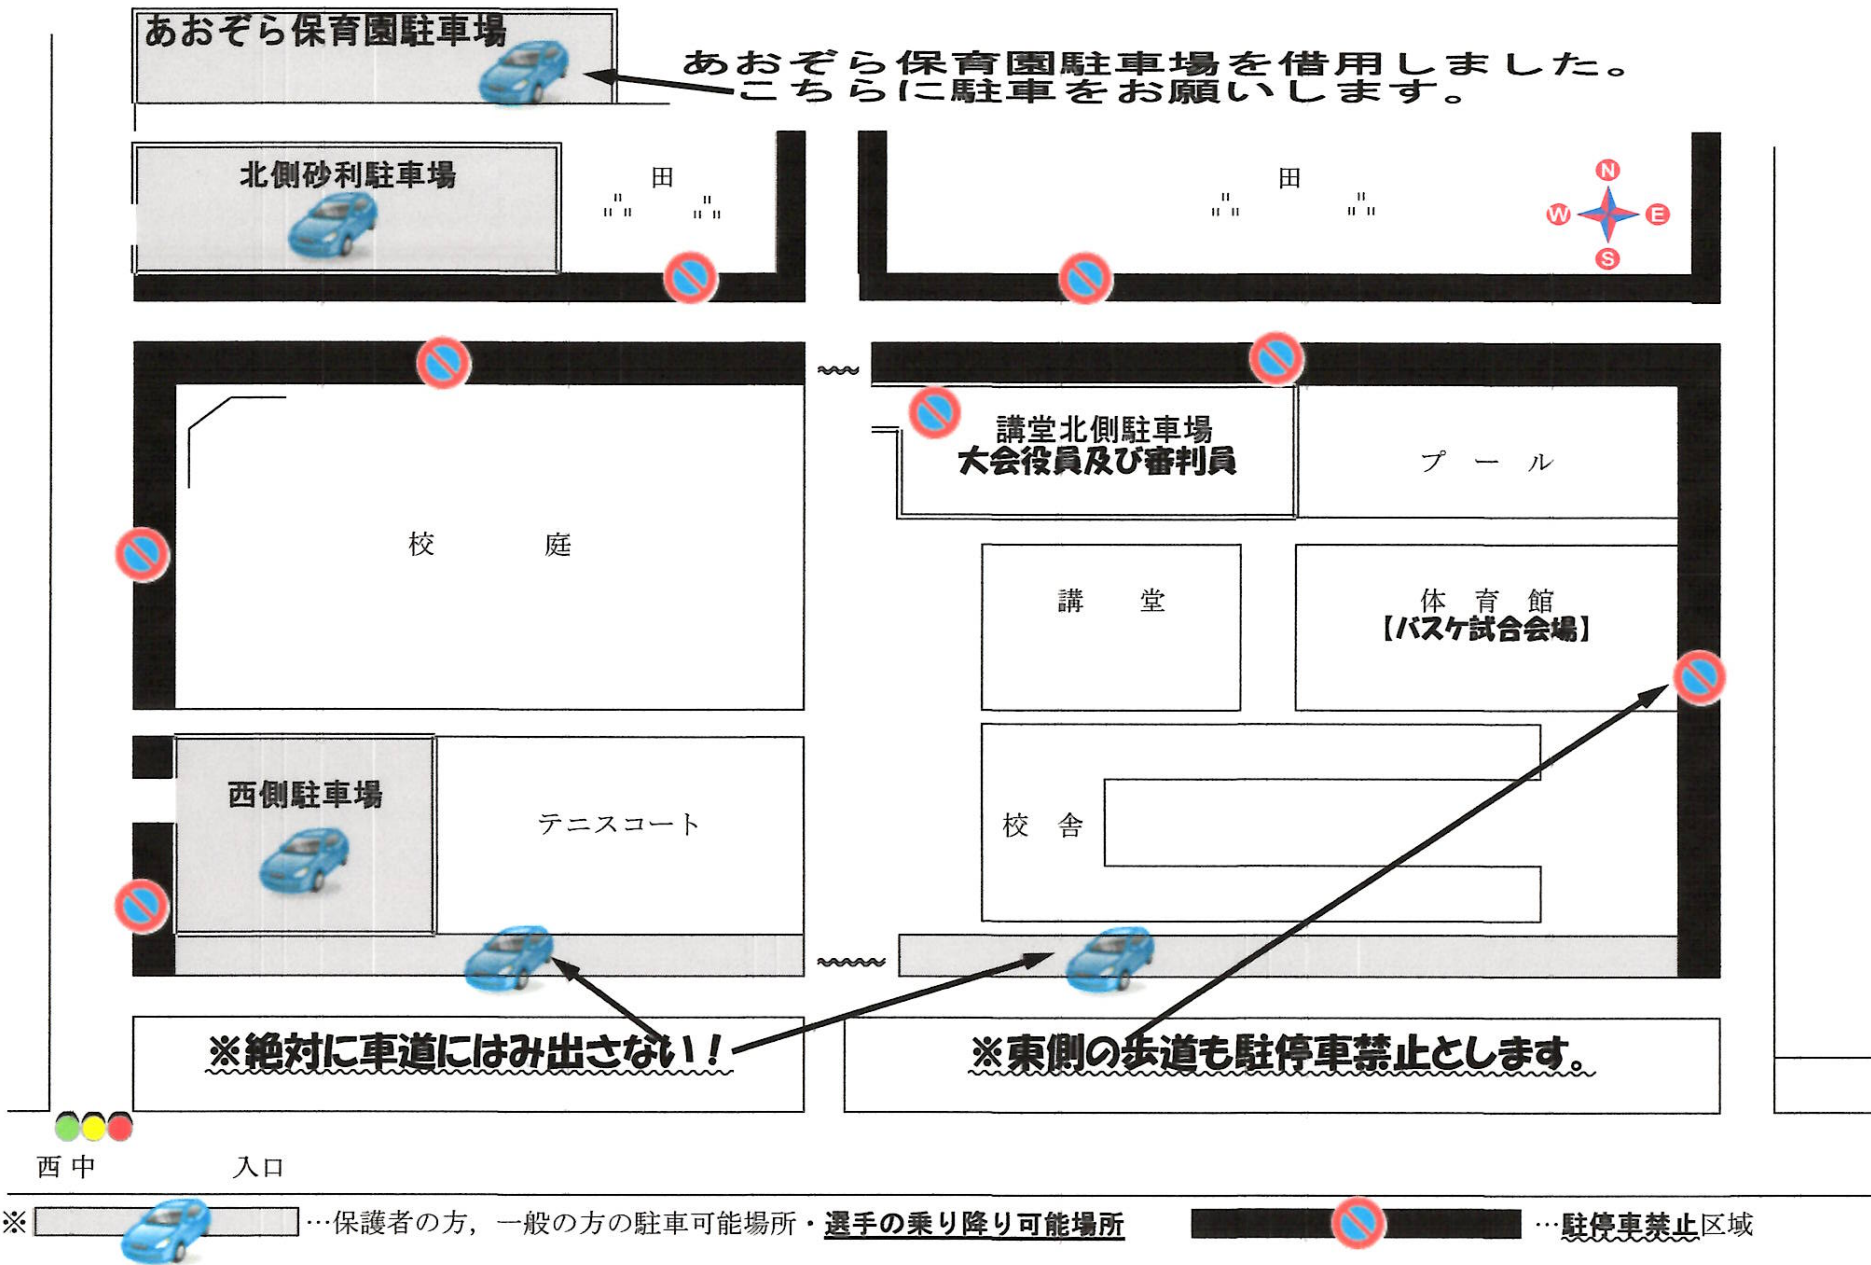 あおぞら保育園駐車場
あおぞら保育園駐車場を借用しました。
こちらに駐車をお願いします。
北側砂利駐車場
田
田
N
W
E
S
講堂北側駐車場
大会役員及び審判員
プール
校庭
講堂
体育館
【バスケ試合会場】
西側駐車場
テニスコート
校舎
※絶対に車道にはみ出さない！
※東側の歩道も駐停車禁止とします。
西中 入口
※ …保護者の方，一般の方の駐車可能場所・選手の乗り降り可能場所
…駐停車禁止区域